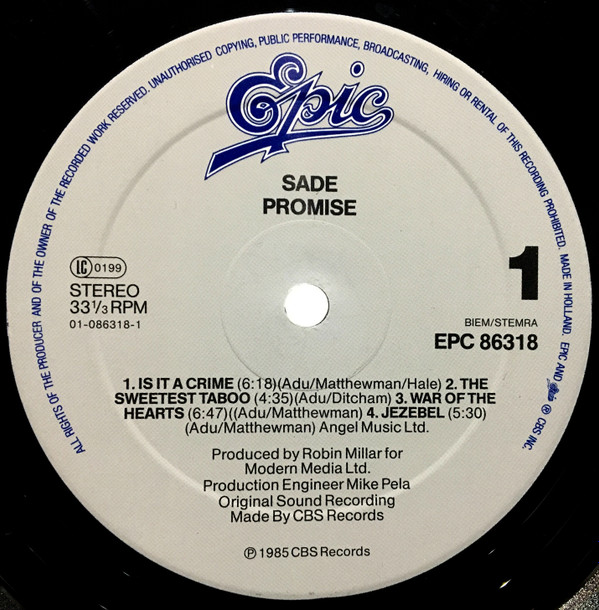 ALL RIGHTS OF THE PRODUCER AND OF THE OWNER OF THE RECORDED WORK RESERVED. UNAUTHORISED COPYING, PUBLIC PERFORMANCE, BROADCASTING, HIRING OR RENTAL OF THIS RECORDING PROHIBITED. MADE IN HOLLAND. EPIC AND Epic ® CBS INC.
Epic
SADE
PROMISE
LC 0199
STEREO
33 1/3 RPM
01-086318-1
1
BIEM/STEMRA
EPC 86318
1. IS IT A CRIME (6:18)(Adu/Matthewman/Hale) 2. THE
SWEETEST TABOO (4:35)(Adu/Ditcham) 3. WAR OF THE
HEARTS (6:47)((Adu/Matthewman) 4. JEZEBEL (5:30)
(Adu/Matthewman) Angel Music Ltd.
Produced by Robin Millar for
Modern Media Ltd.
Production Engineer Mike Pela
Original Sound Recording
Made By CBS Records
℗ 1985 CBS Records